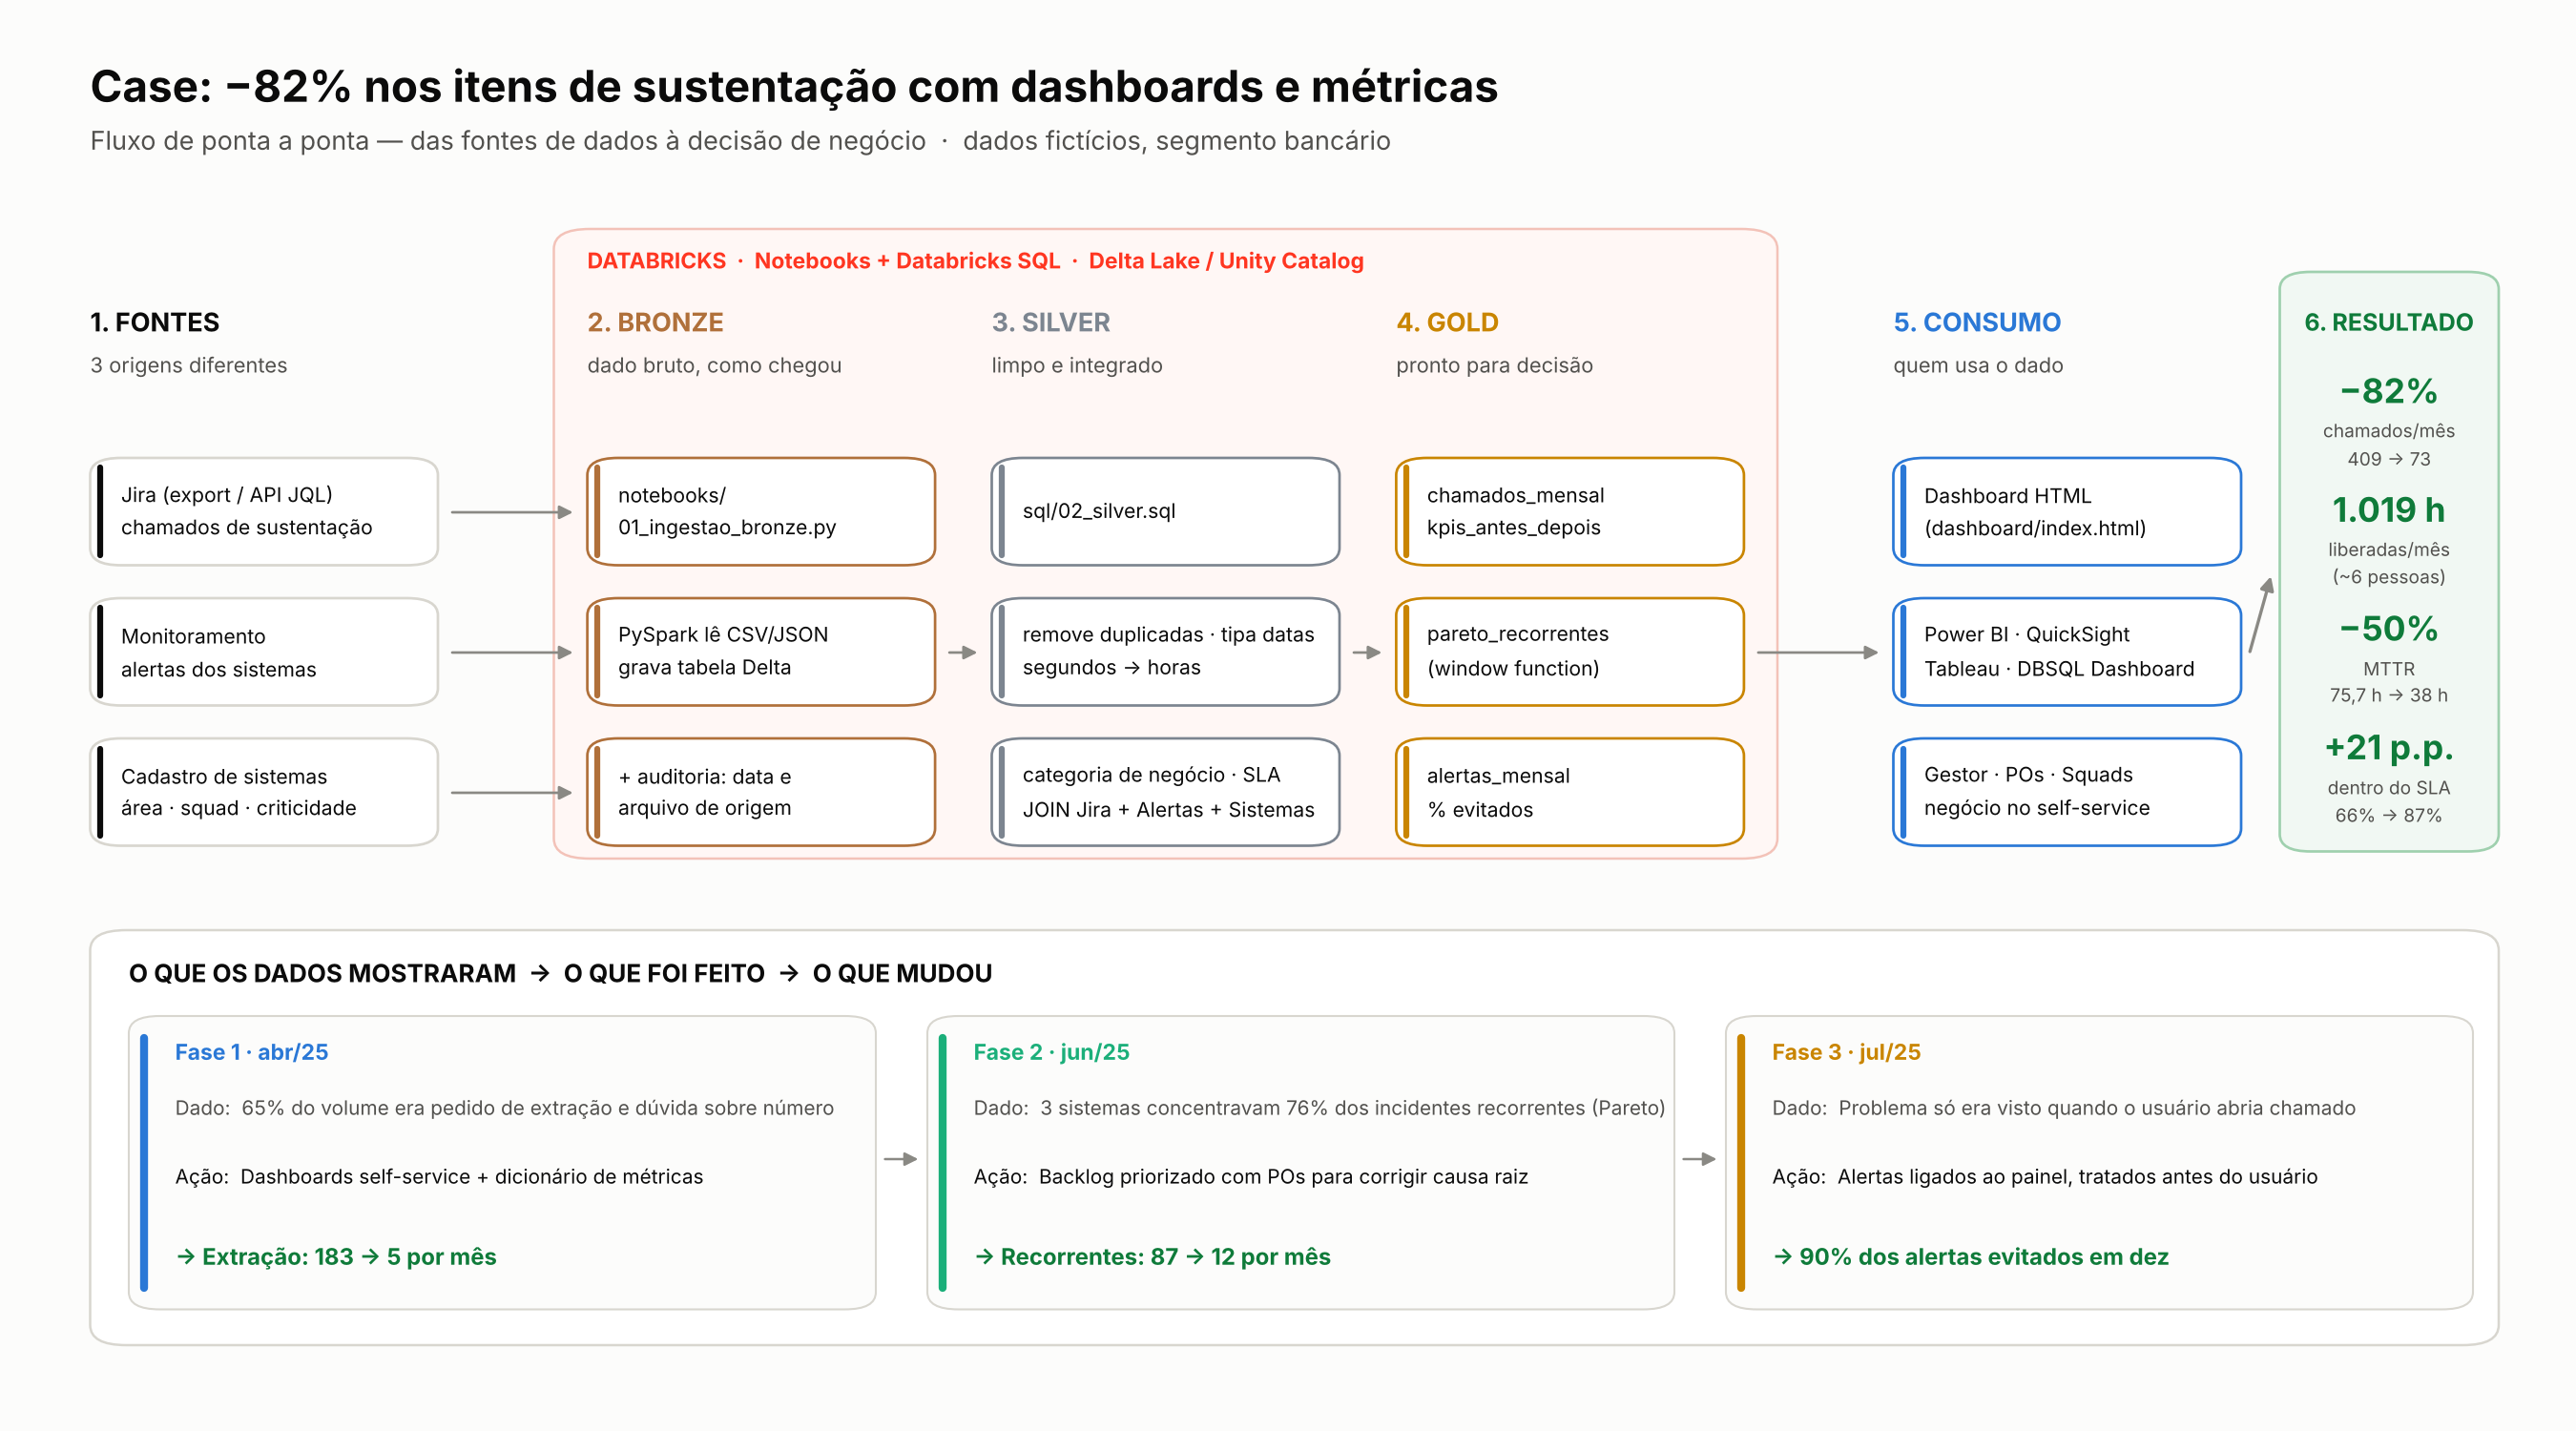 Case: −82% nos itens de sustentação com dashboards e métricas
Fluxo de ponta a ponta — das fontes de dados à decisão de negócio · dados fictícios, segmento bancário
DATABRICKS · Notebooks + Databricks SQL · Delta Lake / Unity Catalog
1. FONTES
3 origens diferentes
Jira (export / API JQL)
chamados de sustentação
Monitoramento
alertas dos sistemas
Cadastro de sistemas
área · squad · criticidade
2. BRONZE
dado bruto, como chegou
notebooks/
01_ingestao_bronze.py
PySpark lê CSV/JSON
grava tabela Delta
+ auditoria: data e
arquivo de origem
3. SILVER
limpo e integrado
sql/02_silver.sql
remove duplicadas · tipa datas
segundos → horas
categoria de negócio · SLA
JOIN Jira + Alertas + Sistemas
4. GOLD
pronto para decisão
chamados_mensal
kpis_antes_depois
pareto_recorrentes
(window function)
alertas_mensal
% evitados
5. CONSUMO
quem usa o dado
Dashboard HTML
(dashboard/index.html)
Power BI · QuickSight
Tableau · DBSQL Dashboard
Gestor · POs · Squads
negócio no self-service
6. RESULTADO
−82%
chamados/mês
409 → 73
1.019 h
liberadas/mês
(~6 pessoas)
−50%
MTTR
75,7 h → 38 h
+21 p.p.
dentro do SLA
66% → 87%
O QUE OS DADOS MOSTRARAM → O QUE FOI FEITO → O QUE MUDOU
Fase 1 · abr/25
Dado: 65% do volume era pedido de extração e dúvida sobre número
Ação: Dashboards self-service + dicionário de métricas
→ Extração: 183 → 5 por mês
Fase 2 · jun/25
Dado: 3 sistemas concentravam 76% dos incidentes recorrentes (Pareto)
Ação: Backlog priorizado com POs para corrigir causa raiz
→ Recorrentes: 87 → 12 por mês
Fase 3 · jul/25
Dado: Problema só era visto quando o usuário abria chamado
Ação: Alertas ligados ao painel, tratados antes do usuário
→ 90% dos alertas evitados em dez